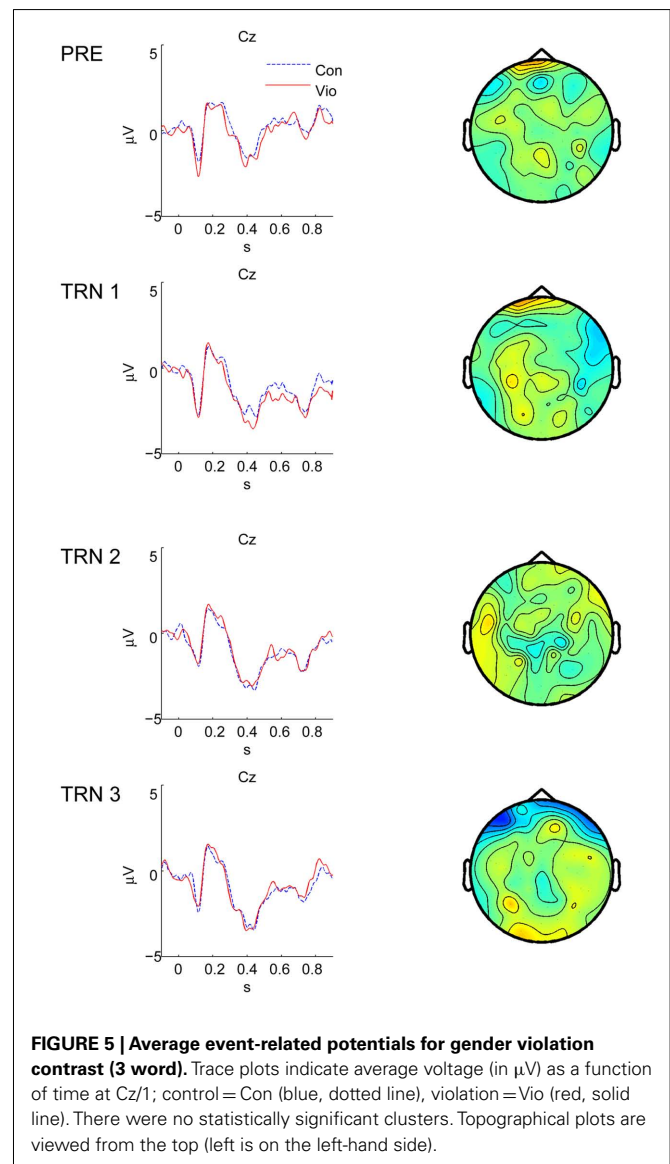 PRE
Cz
5
0
−5
μV
Con
Vio
0 0.2 0.4 0.6 0.8
s
TRN 1
Cz
5
0
−5
μV
0 0.2 0.4 0.6 0.8
s
TRN 2
Cz
5
0
−5
μV
0 0.2 0.4 0.6 0.8
s
TRN 3
Cz
5
0
−5
μV
0 0.2 0.4 0.6 0.8
s
FIGURE 5 | Average event-related potentials for gender violation
contrast (3 word). Trace plots indicate average voltage (in μV) as a function
of time at Cz/1; control = Con (blue, dotted line), violation = Vio (red, solid
line). There were no statistically significant clusters. Topographical plots are
viewed from the top (left is on the left-hand side).